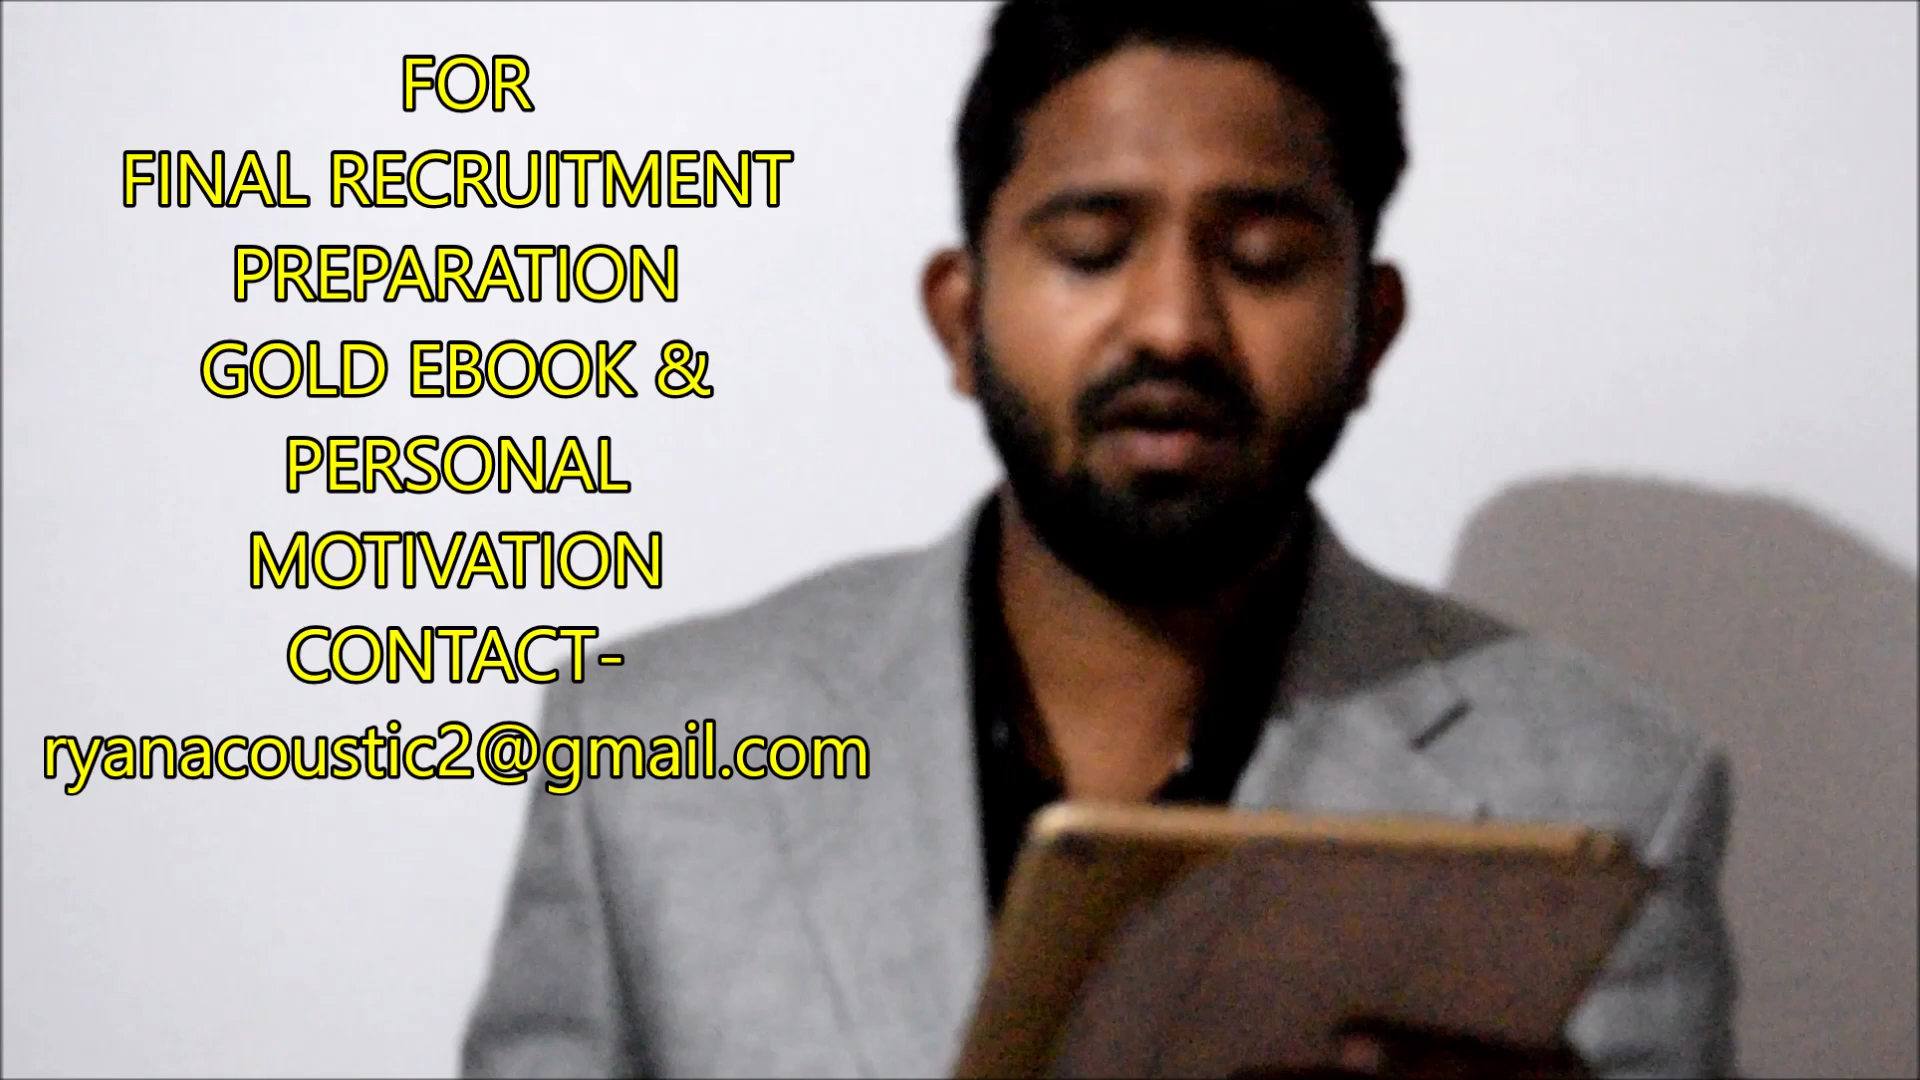 FOR
FINAL RECRUITMENT
PREPARATION
GOLD EBOOK &
PERSONAL
MOTIVATION
CONTACT-
ryanacoustic2@gmail.com